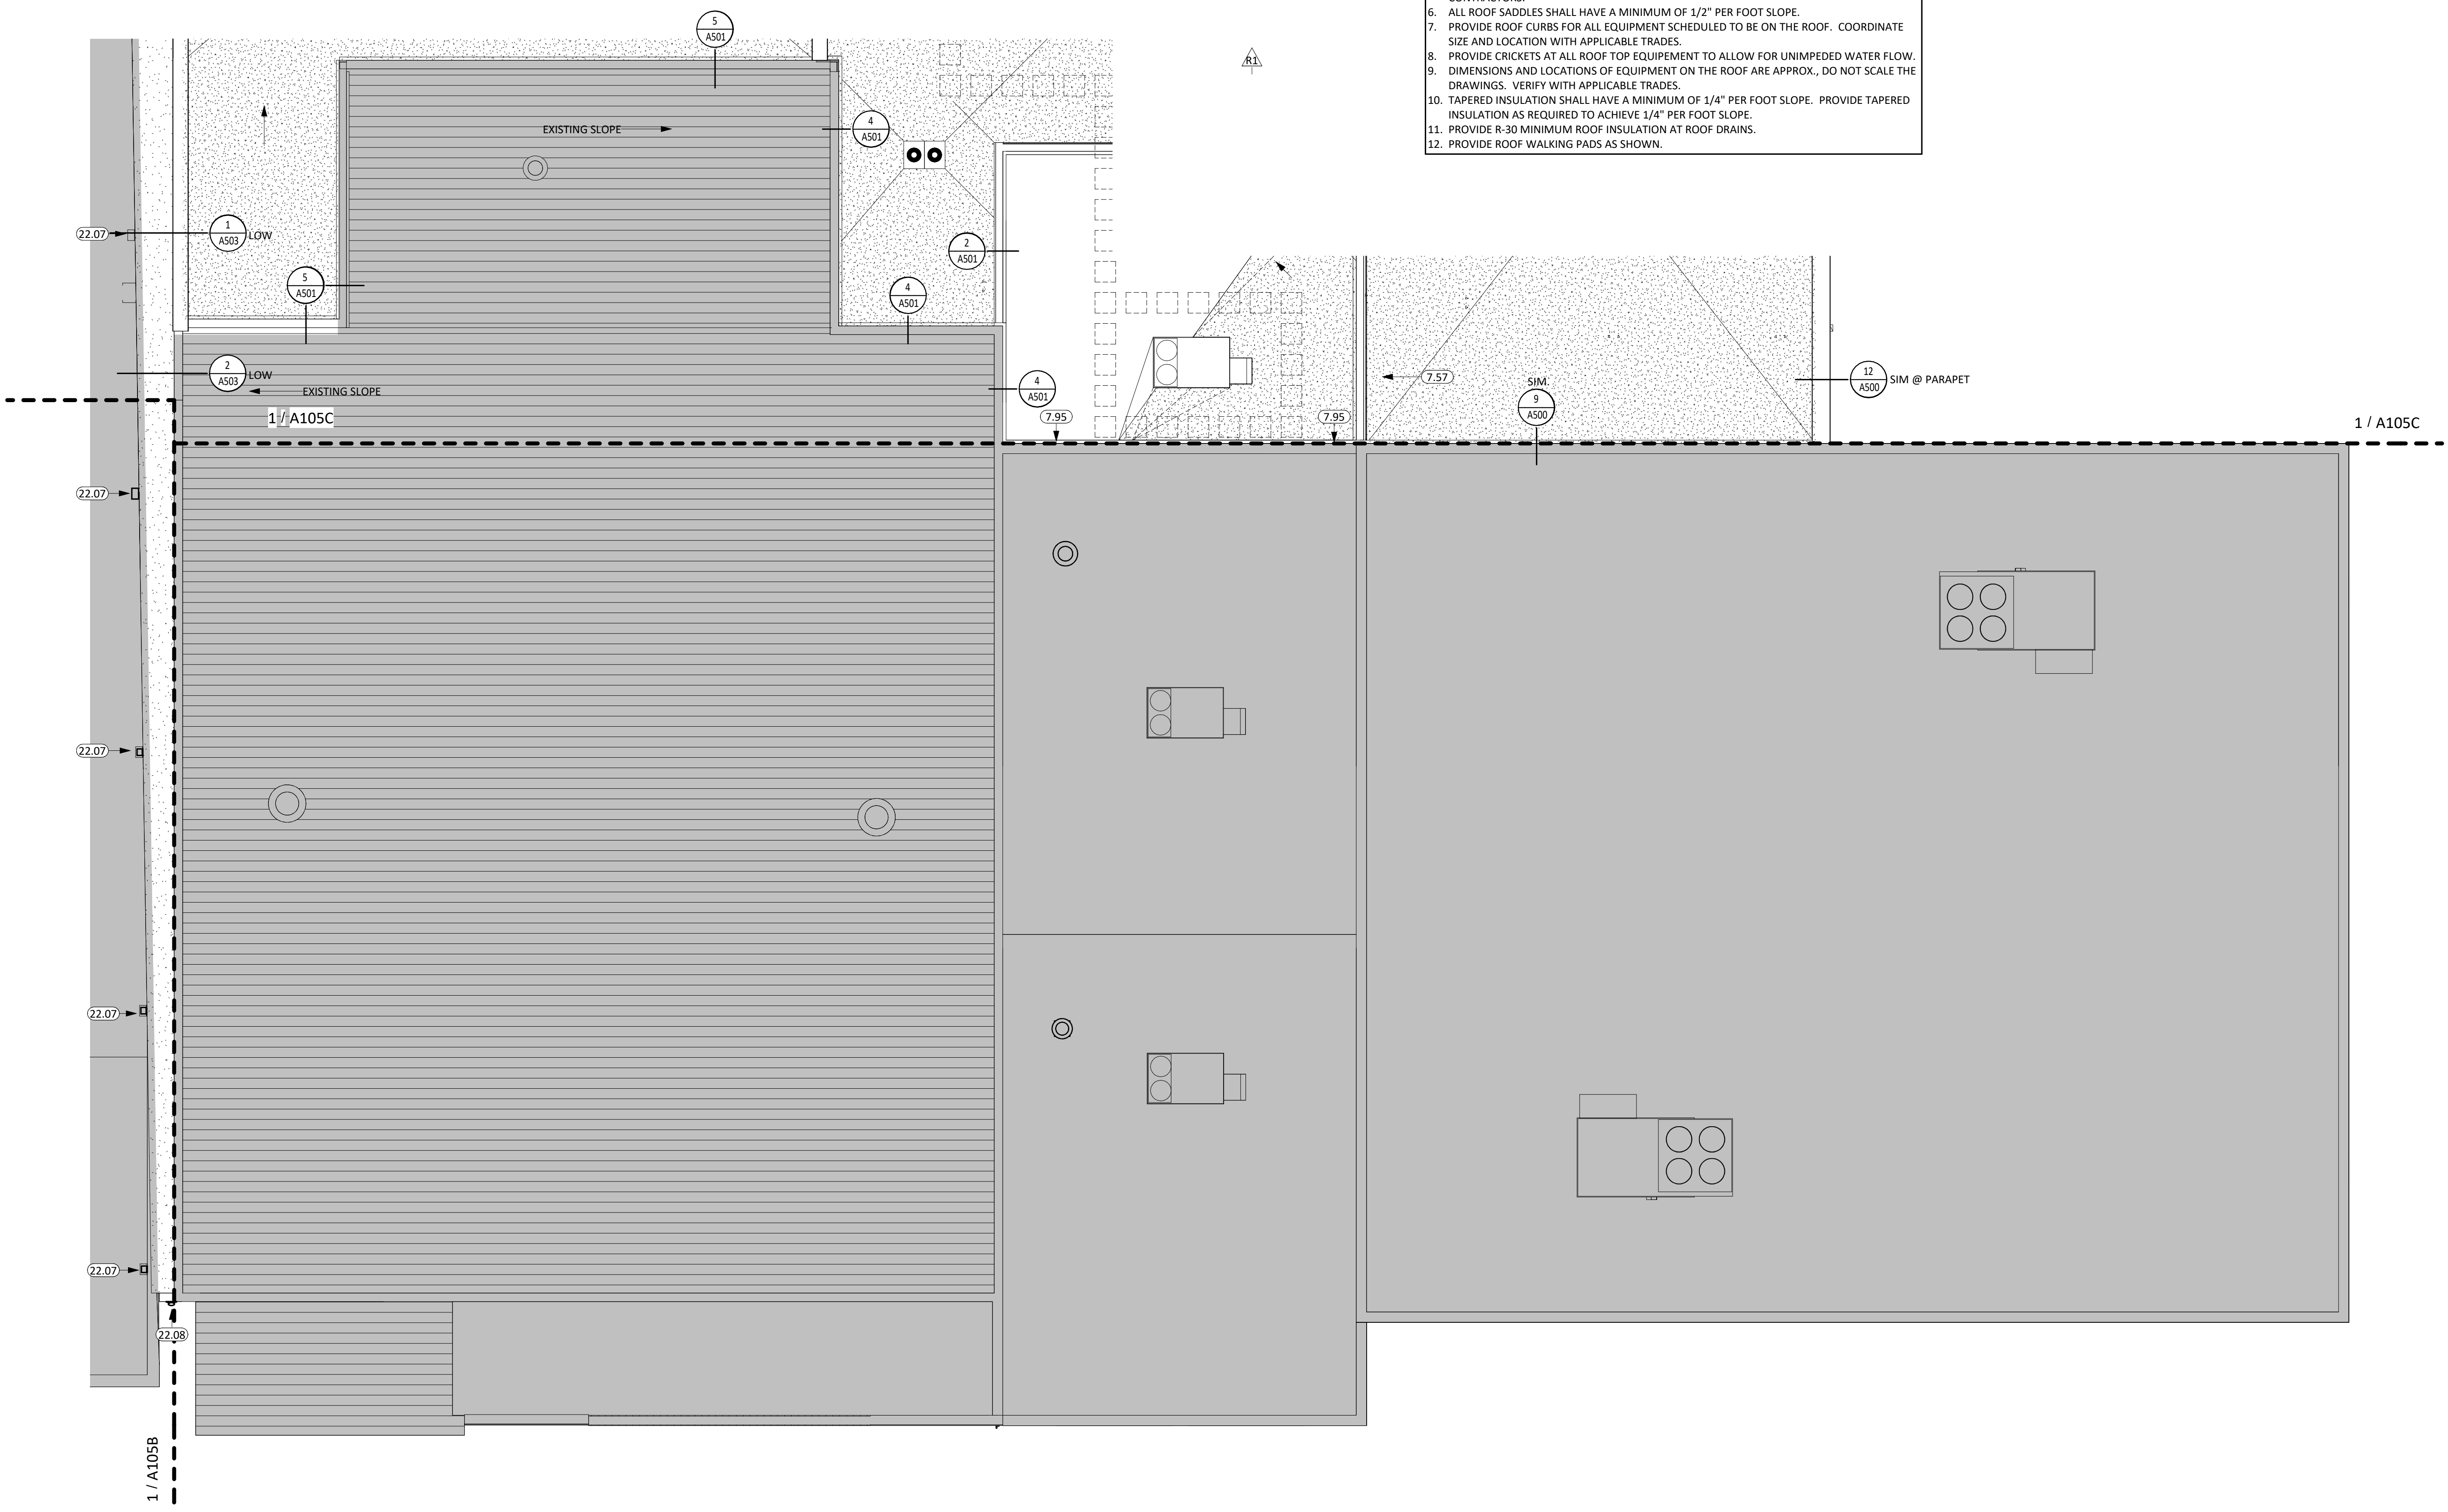 6. ALL ROOF SADDLES SHALL HAVE A MINIMUM OF 1/2" PER FOOT SLOPE.
7. PROVIDE ROOF CURBS FOR ALL EQUIPMENT SCHEDULED TO BE ON THE ROOF. COORDINATE
SIZE AND LOCATION WITH APPLICABLE TRADES.
8. PROVIDE CRICKETS AT ALL ROOF TOP EQUIPEMENT TO ALLOW FOR UNIMPEDED WATER FLOW.
9. DIMENSIONS AND LOCATIONS OF EQUIPMENT ON THE ROOF ARE APPROX., DO NOT SCALE THE
DRAWINGS. VERIFY WITH APPLICABLE TRADES.
10. TAPERED INSULATION SHALL HAVE A MINIMUM OF 1/4" PER FOOT SLOPE. PROVIDE TAPERED
INSULATION AS REQUIRED TO ACHIEVE 1/4" PER FOOT SLOPE.
11. PROVIDE R-30 MINIMUM ROOF INSULATION AT ROOF DRAINS.
12. PROVIDE ROOF WALKING PADS AS SHOWN.
5
A501
R1
EXISTING SLOPE
4
A501
22.07
1
A503
LOW
2
A501
5
A501
4
A501
2
A503
LOW
EXISTING SLOPE
4
A501
7.57
12
A500
SIM @ PARAPET
SIM.
9
A500
1 / A105C
7.95
7.95
1 / A105C
22.07
22.07
22.07
22.07
22.08
1 / A105B